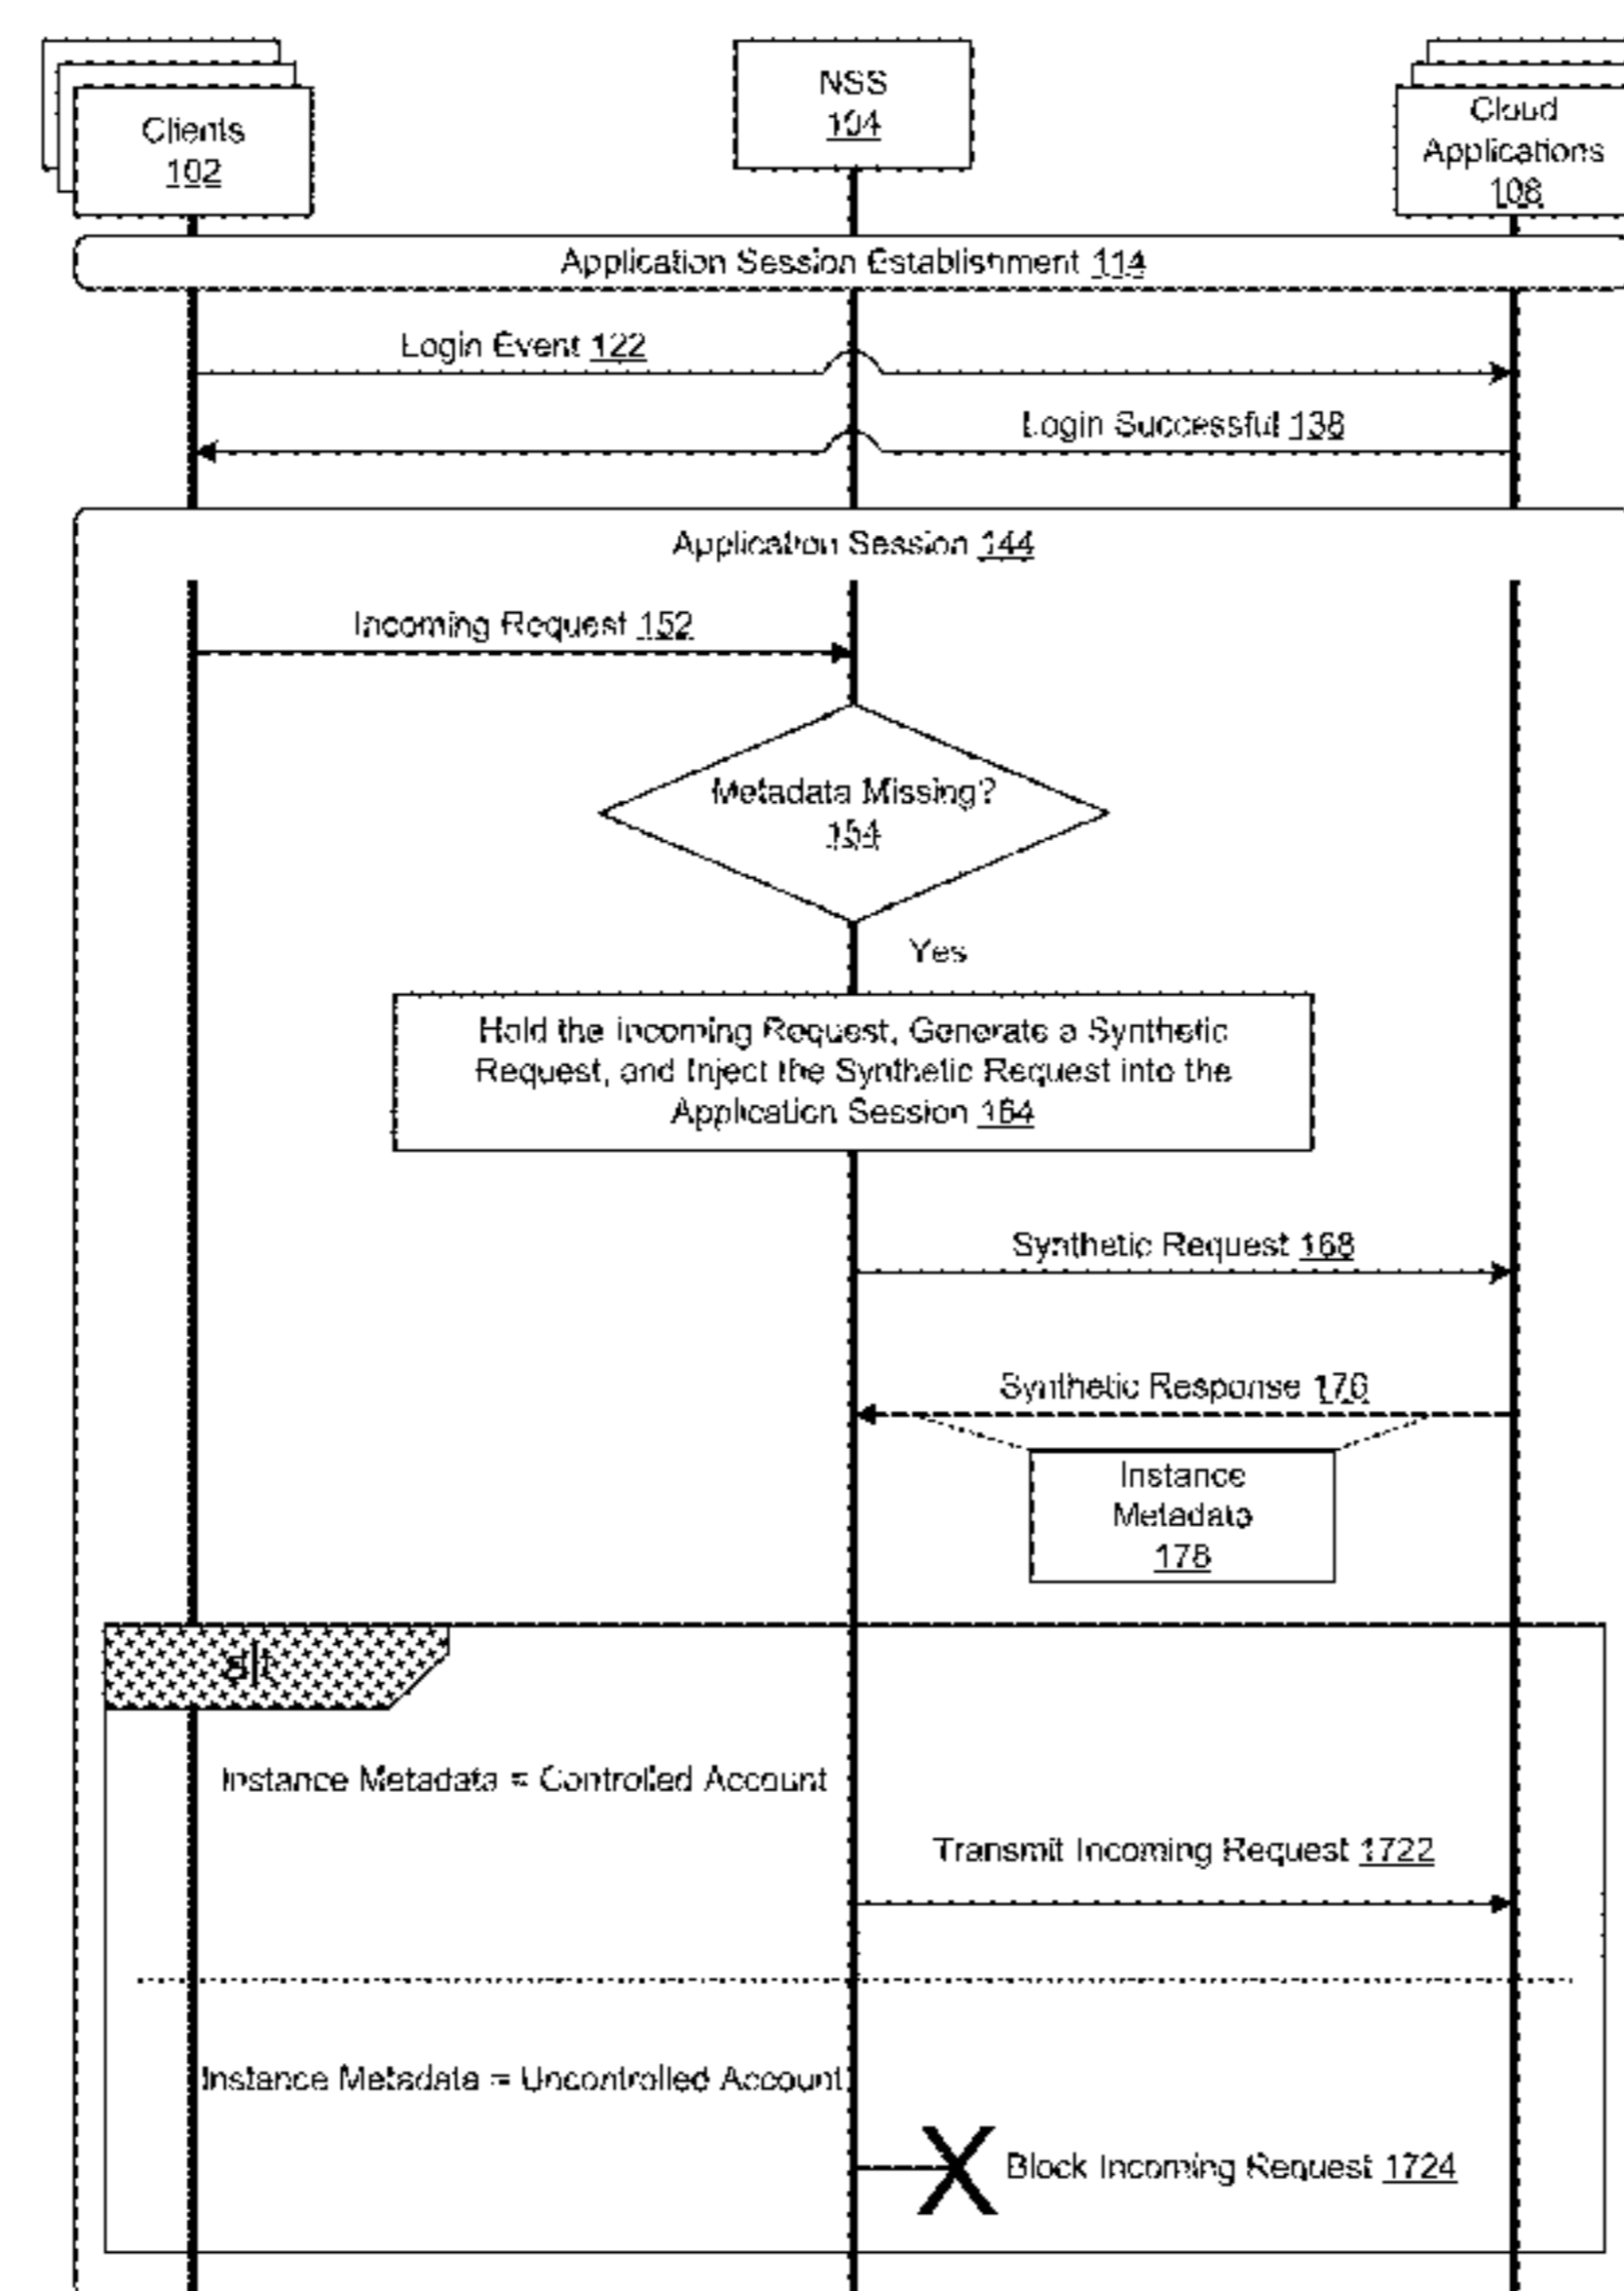 Clients
102
NSS
104
Cloud
Applications
108
Application Session Establishment 114
Login Event 122
Login Successful 138
Application Session 144
Incoming Request 152
Metadata Missing?
154
Yes
Hold the incoming Request, Generate a Synthetic
Request, and Inject the Synthetic Request into the
Application Session 164
Synthetic Request 168
Synthetic Response 176
Instance
Metadata
178
alt
Instance Metadata = Controlled Account
Transmit Incoming Request 1722
Instance Metadata = Uncontrolled Account
Block Incoming Request 1724